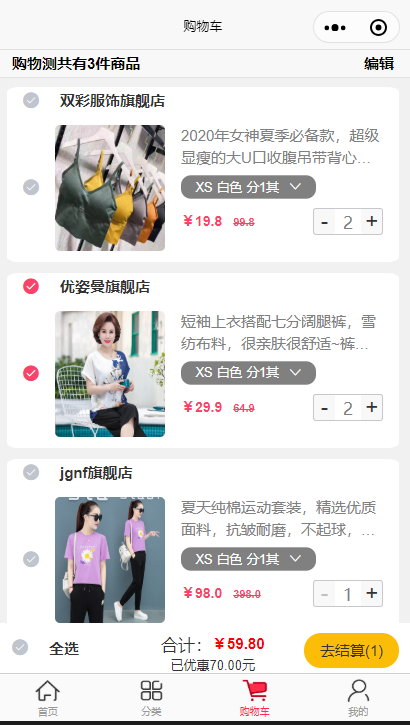 购物车
购物测共有3件商品
编辑
双彩服饰旗舰店
2020年女神夏季必备款，超级
显瘦的大U口收腹吊带背心...
XS 白色 分1其
￥19.8 99.8
- 2 +
优姿曼旗舰店
短袖上衣搭配七分阔腿裤，雪
纺布料，很亲肤很舒适~裤...
XS 白色 分1其
￥29.9 64.9
- 2 +
jgnf旗舰店
夏天纯棉运动套装，精选优质
面料，抗皱耐磨，不起球，...
XS 白色 分1其
￥98.0 398.0
- 1 +
全选
合计：￥59.80
已优惠70.00元
去结算(1)
首页
分类
购物车
我的